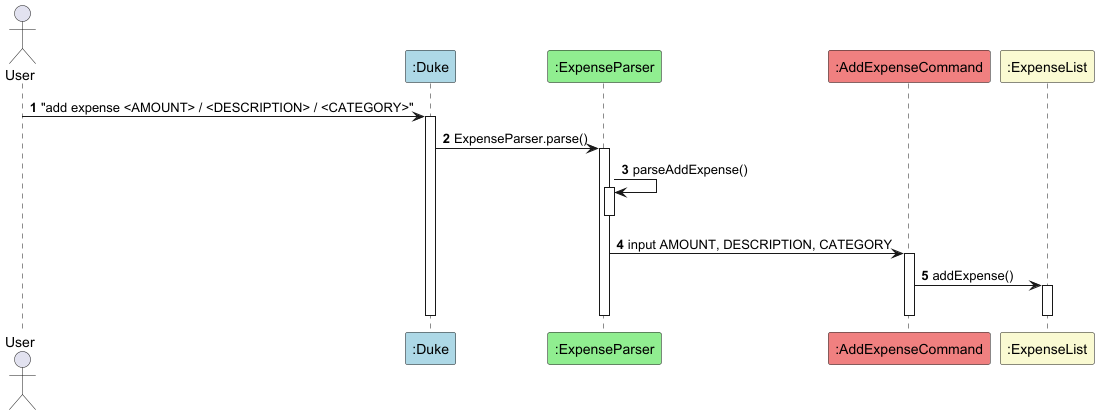 User
:Duke
:ExpenseParser
:AddExpenseCommand
:ExpenseList
1 "add expense <AMOUNT> / <DESCRIPTION> / <CATEGORY>"
2 ExpenseParser.parse()
3 parseAddExpense()
4 input AMOUNT, DESCRIPTION, CATEGORY
5 addExpense()
User
:Duke
:ExpenseParser
:AddExpenseCommand
:ExpenseList